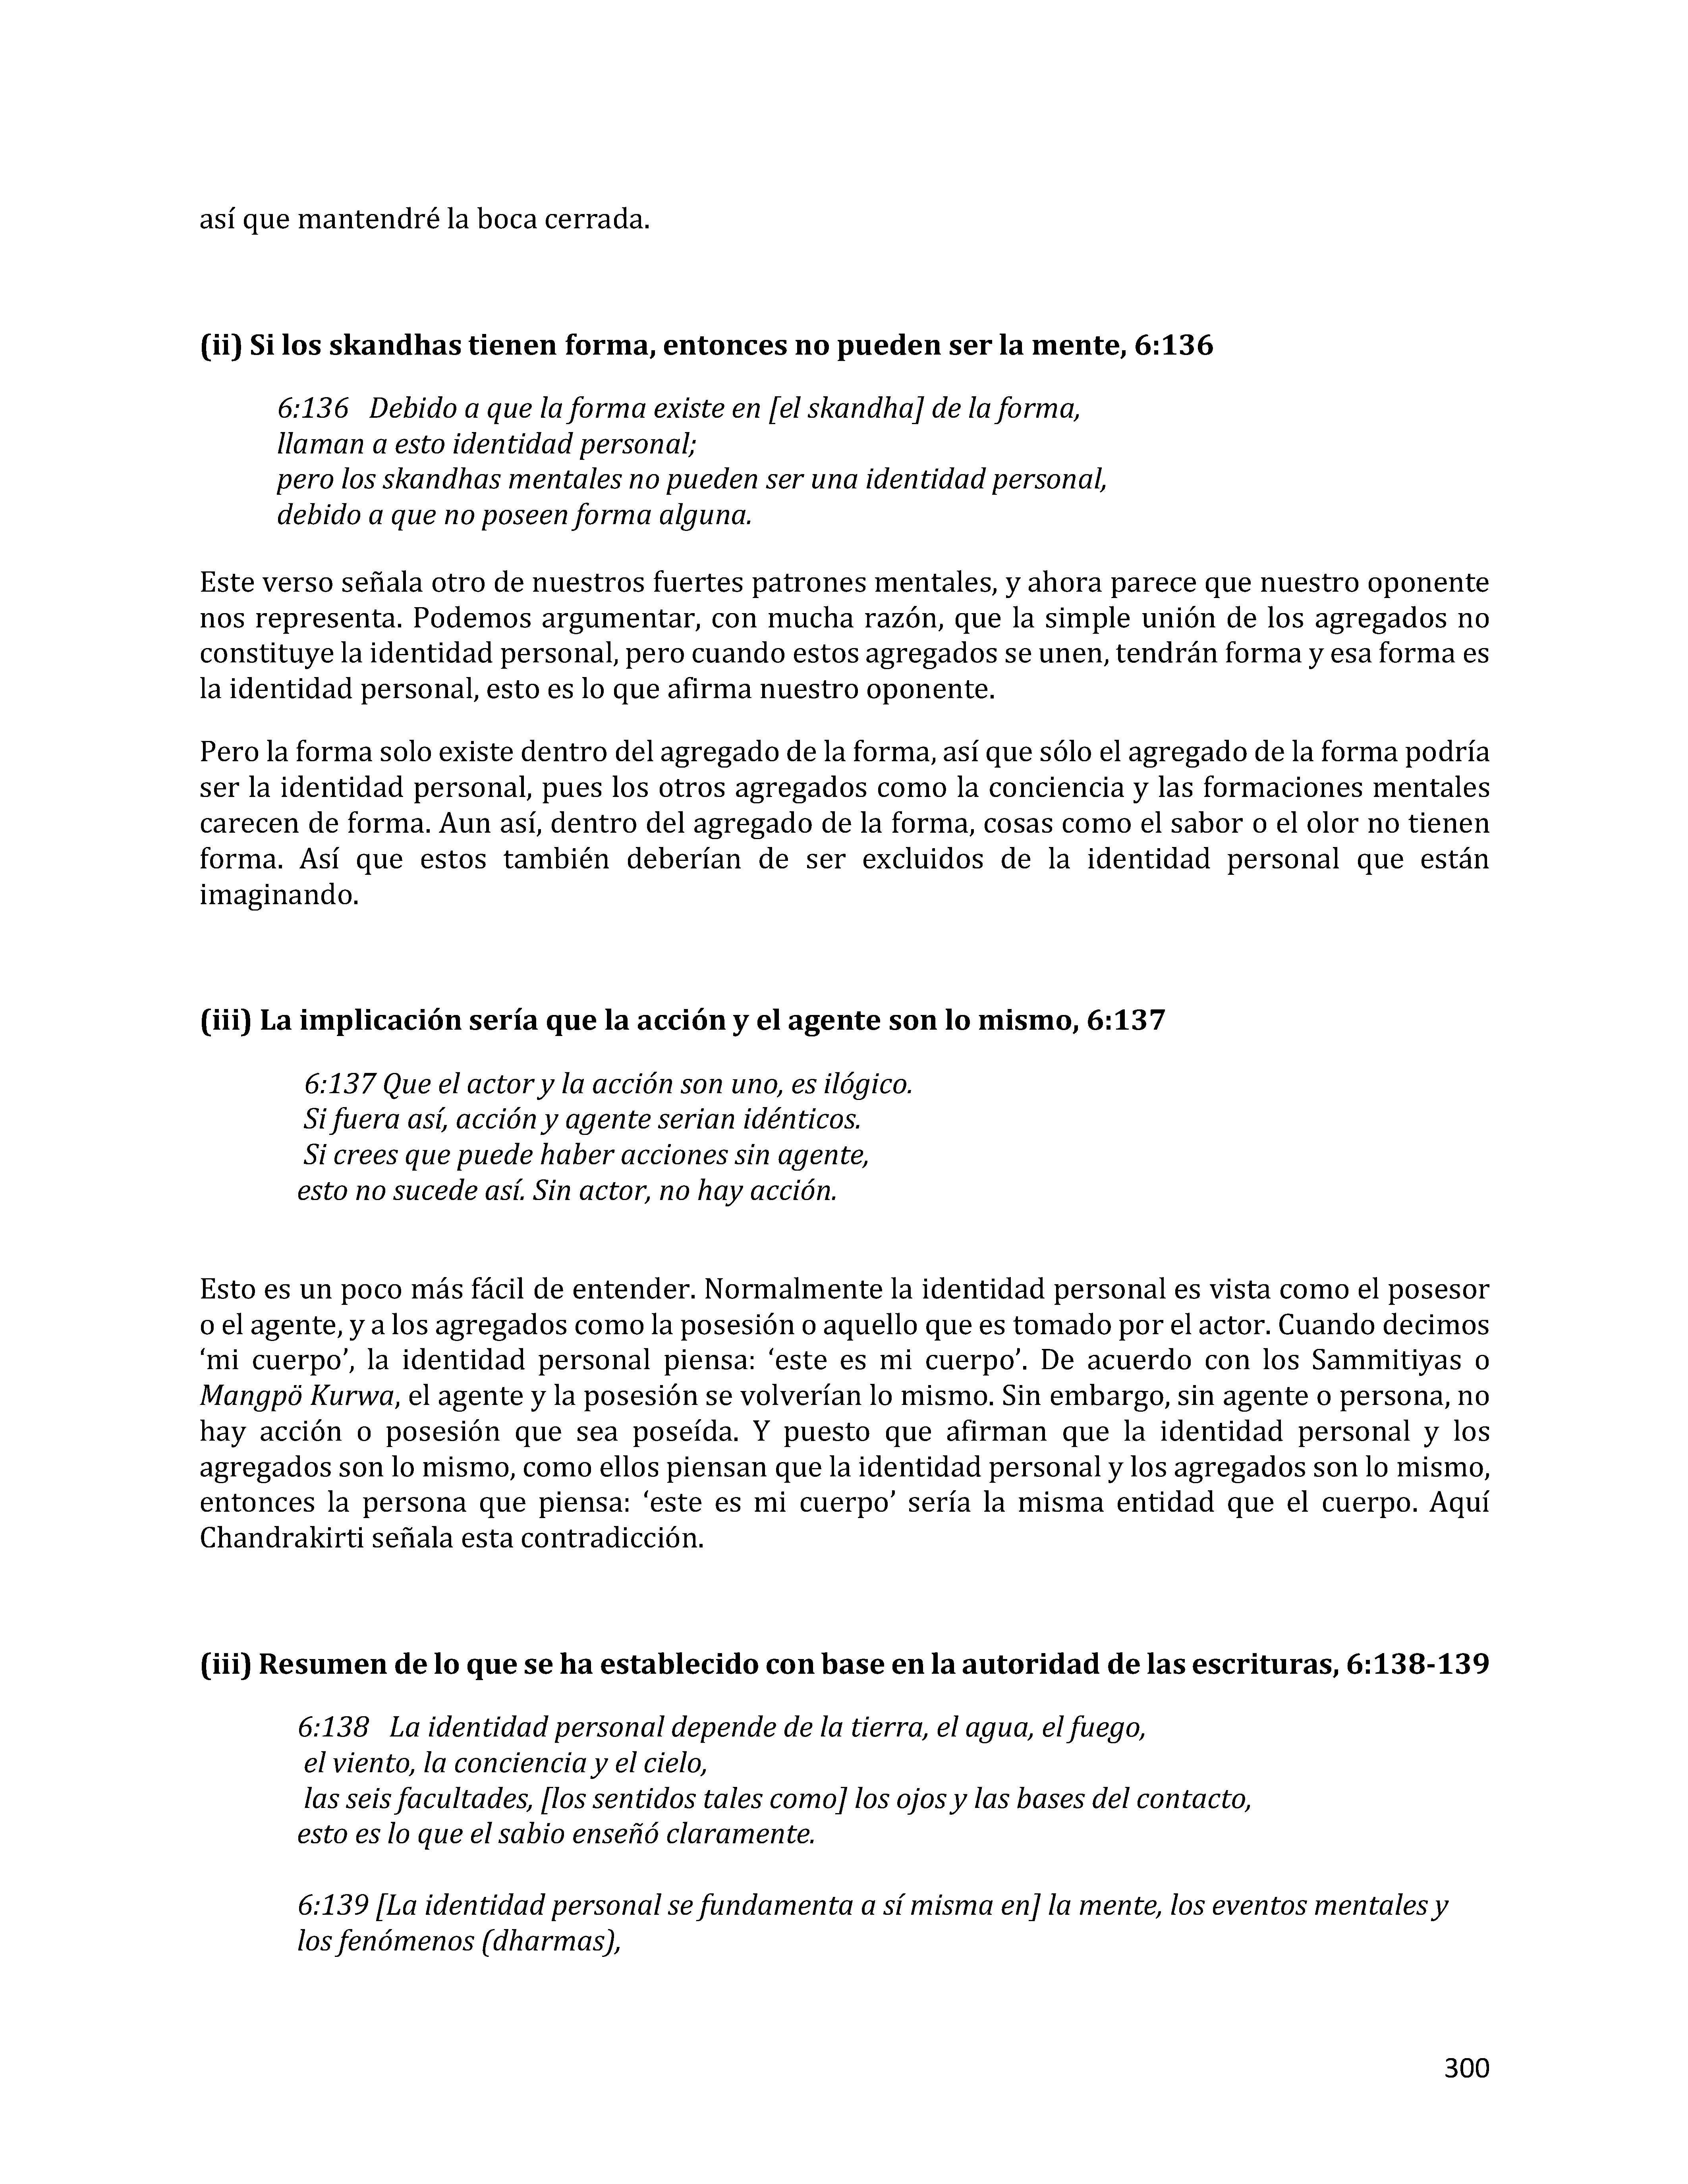 así que mantendré la boca cerrada.
(ii) Si los skandhas tienen forma, entonces no pueden ser la mente, 6:136
6:136 Debido a que la forma existe en [el skandha] de la forma,
llaman a esto identidad personal;
pero los skandhas mentales no pueden ser una identidad personal,
debido a que no poseen forma alguna.
Este verso señala otro de nuestros fuertes patrones mentales, y ahora parece que nuestro oponente
nos representa. Podemos argumentar, con mucha razón, que la simple unión de los agregados no
constituye la identidad personal, pero cuando estos agregados se unen, tendrán forma y esa forma es
la identidad personal, esto es lo que afirma nuestro oponente.
Pero la forma solo existe dentro del agregado de la forma, así que sólo el agregado de la forma podría
ser la identidad personal, pues los otros agregados como la conciencia y las formaciones mentales
carecen de forma. Aun así, dentro del agregado de la forma, cosas como el sabor o el olor no tienen
forma. Así que estos también deberían de ser excluidos de la identidad personal que están
imaginando.
(iii) La implicación sería que la acción y el agente son lo mismo, 6:137
6:137 Que el actor y la acción son uno, es ilógico.
Si fuera así, acción y agente serian idénticos.
Si crees que puede haber acciones sin agente,
esto no sucede así. Sin actor, no hay acción.
Esto es un poco más fácil de entender. Normalmente la identidad personal es vista como el posesor
o el agente, y a los agregados como la posesión o aquello que es tomado por el actor. Cuando decimos
‘mi cuerpo’, la identidad personal piensa: ‘este es mi cuerpo’. De acuerdo con los Sammitiyas o
Mangpö Kurwa, el agente y la posesión se volverían lo mismo. Sin embargo, sin agente o persona, no
hay acción o posesión que sea poseída. Y puesto que afirman que la identidad personal y los
agregados son lo mismo, como ellos piensan que la identidad personal y los agregados son lo mismo,
entonces la persona que piensa: ‘este es mi cuerpo’ sería la misma entidad que el cuerpo. Aquí
Chandrakirti señala esta contradicción.
(iii) Resumen de lo que se ha establecido con base en la autoridad de las escrituras, 6:138-139
6:138 La identidad personal depende de la tierra, el agua, el fuego,
el viento, la conciencia y el cielo,
las seis facultades, [los sentidos tales como] los ojos y las bases del contacto,
esto es lo que el sabio enseñó claramente.
6:139 [La identidad personal se fundamenta a sí misma en] la mente, los eventos mentales y
los fenómenos (dharmas),
300